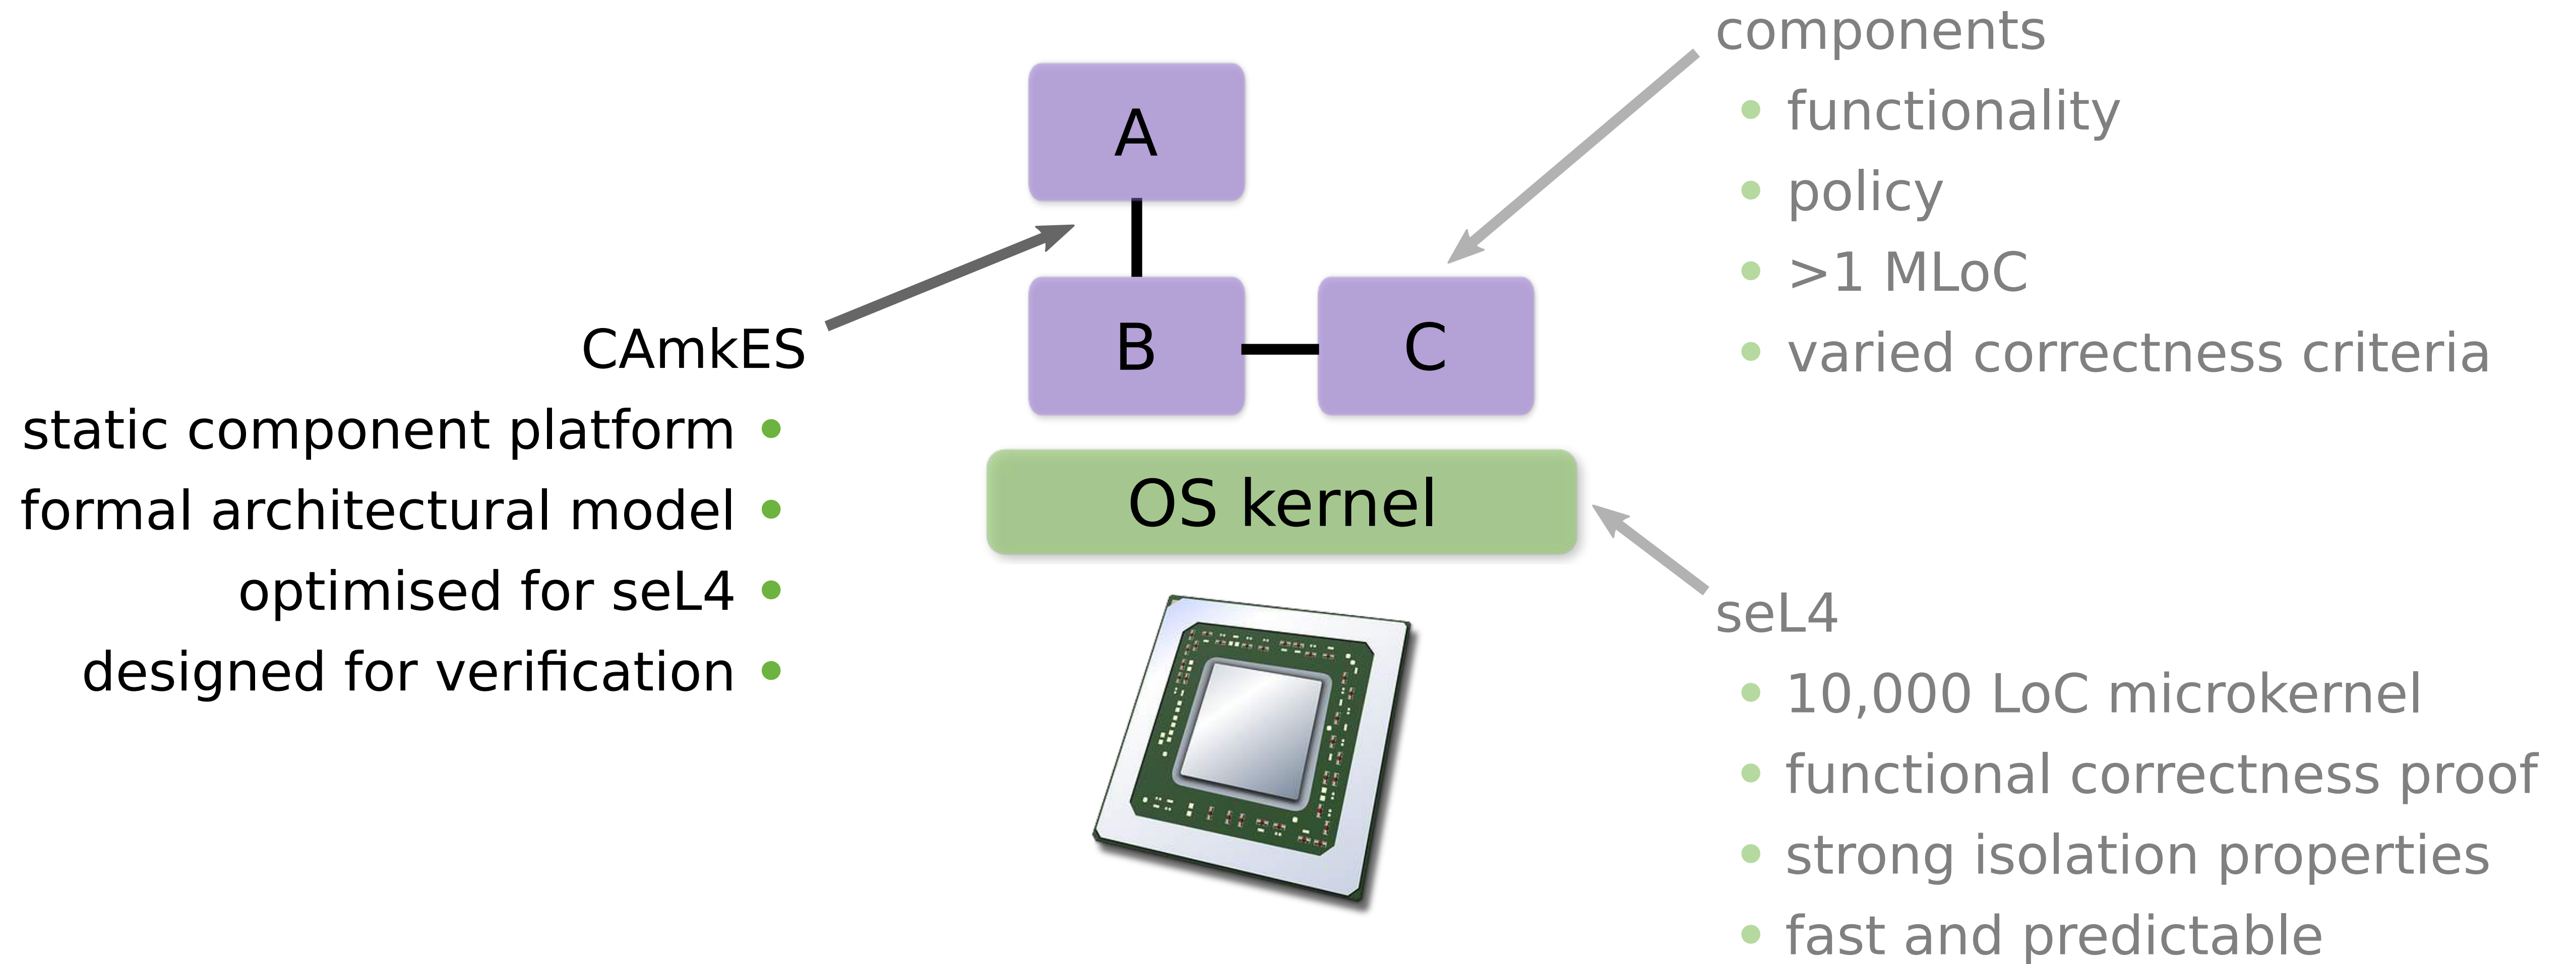 A
B
C
OS kernel
CAmkES
static component platform •
formal architectural model •
optimised for seL4 •
designed for verification •
components
• functionality
• policy
• >1 MLoC
• varied correctness criteria
seL4
• 10,000 LoC microkernel
• functional correctness proof
• strong isolation properties
• fast and predictable